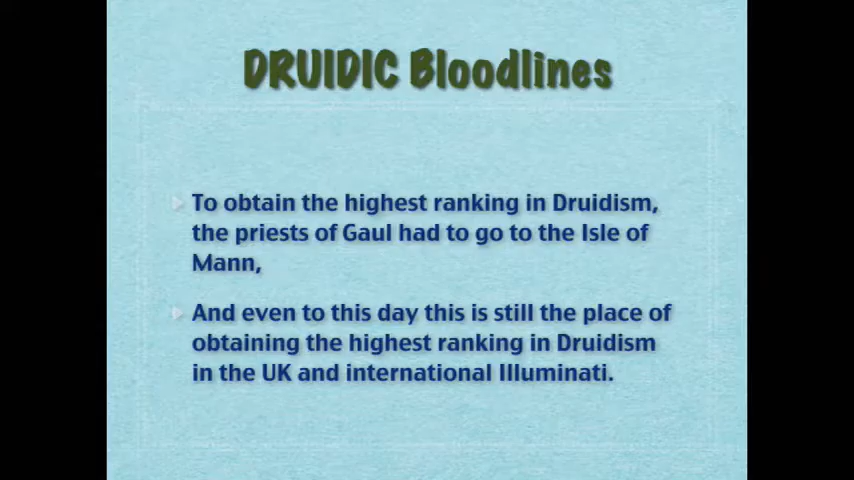 DRUIDIC Bloodlines
To obtain the highest ranking in Druidism,
the priests of Gaul had to go to the Isle of
Mann,
And even to this day this is still the place of
obtaining the highest ranking in Druidism
in the UK and international Illuminati.